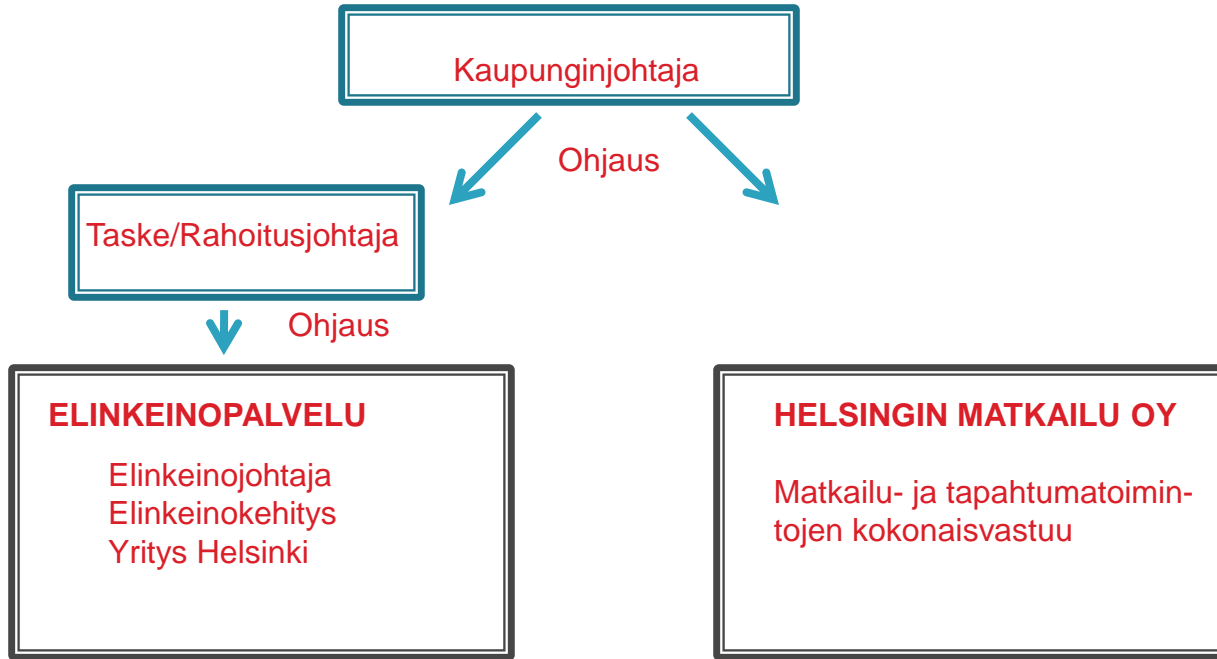 Kaupunginjohtaja
Ohjaus
Taske/Rahoitusjohtaja
Ohjaus
ELINKEINOPALVELU
Elinkeinojohtaja
Elinkeinokehitys
Yritys Helsinki
HELSINGIN MATKAILU OY
Matkailu- ja tapahtumatoimin-
tojen kokonaisvastuu